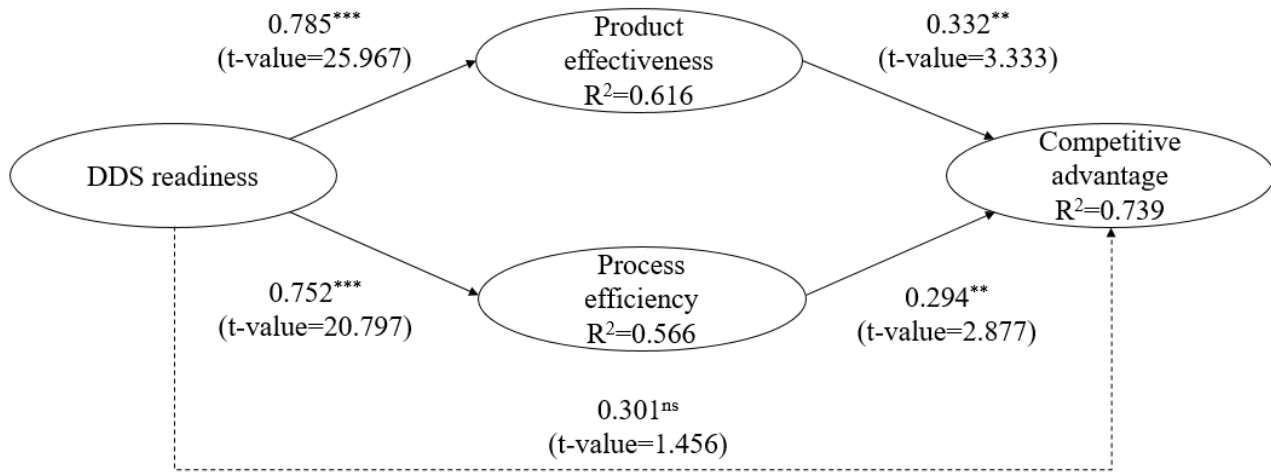 0.785***
(t-value=25.967)
Product
effectiveness
R²=0.616
0.332**
(t-value=3.333)
DDS readiness
Competitive
advantage
R²=0.739
0.752***
(t-value=20.797)
Process
efficiency
R²=0.566
0.294**
(t-value=2.877)
0.301ⁿˢ
(t-value=1.456)